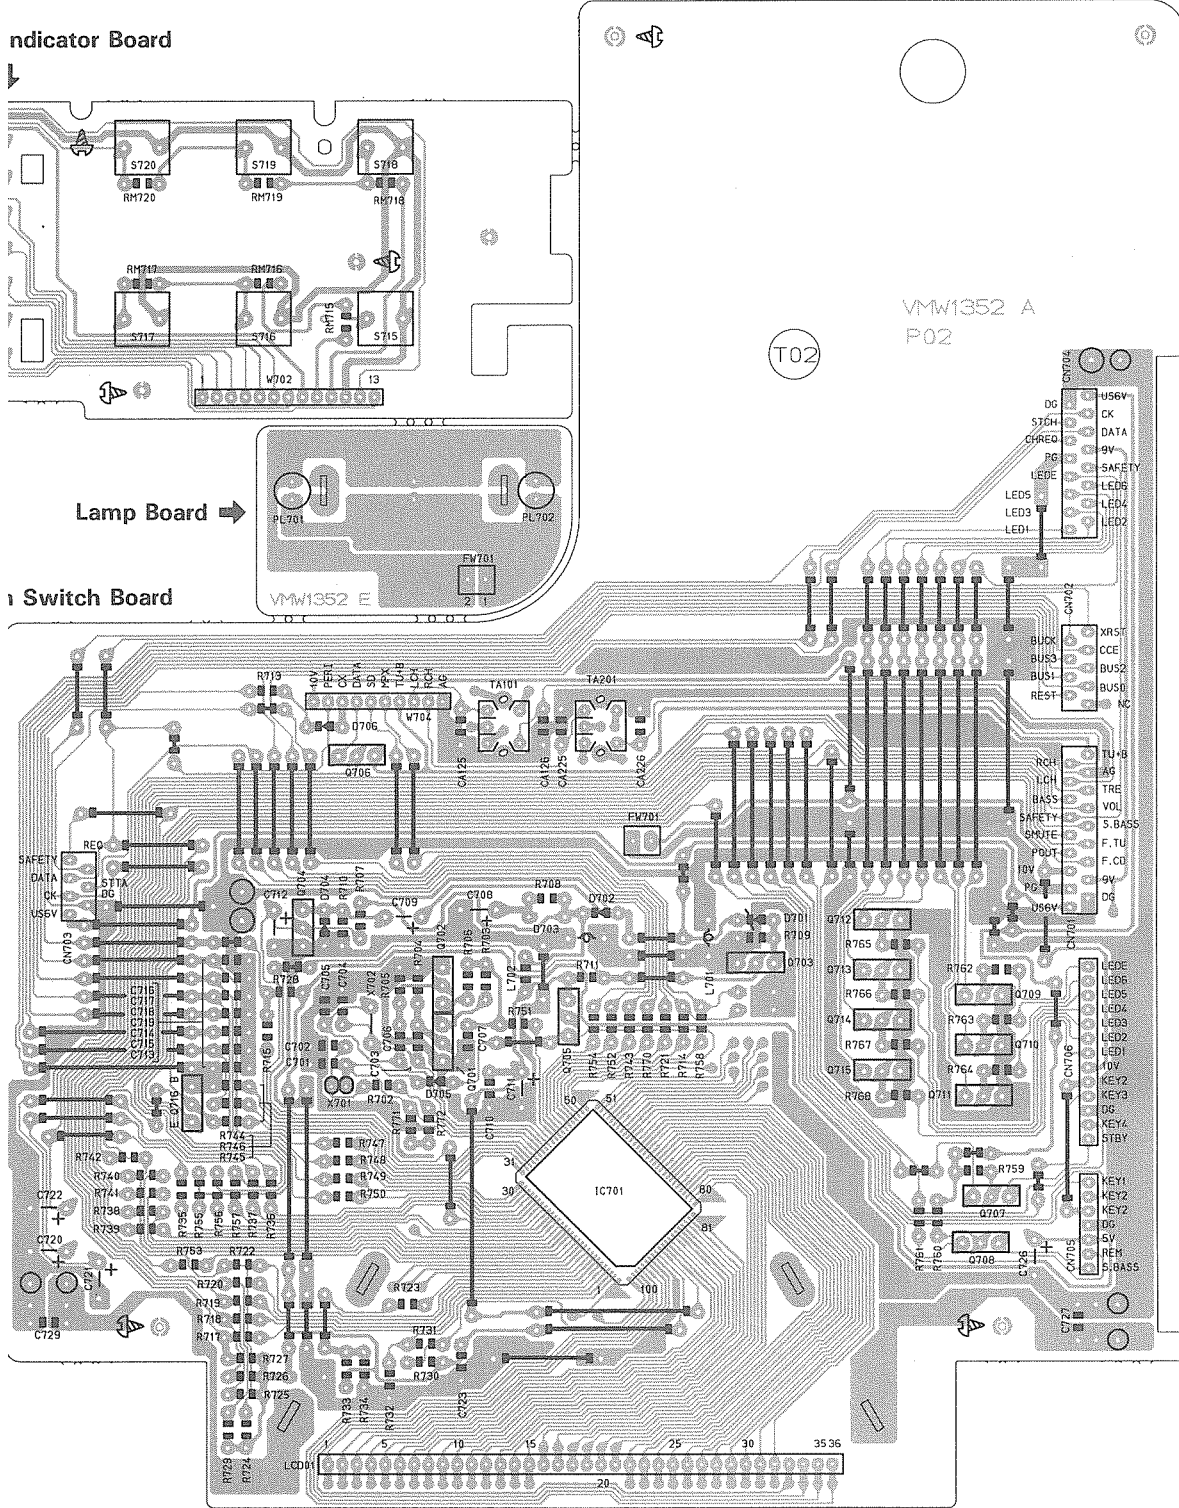 ndicator Board
S720
S719
S718
RM720
RM719
RM718
RM717
RM716
RM715
S717
S716
S715
1
W702
13
VMW1352 A
P02
T02
CN704
DG
STCH
CHREQ
PG
LEDE
LED5
LED3
LED1
US6V
CK
DATA
9V
SAFETY
LED6
LED4
LED2
Lamp Board
PL701
PL702
FW701
2
1
VMW1352 E
Switch Board
CN702
BUCK
BUS3
BUS1
REST
XRST
CCE
BUS2
BUS0
NC
R713
10V
PERI
CK
DATA
SD
MPX
TU+B
LCH
RCH
AG
W704
D706
Q706
TA101
TA201
CA125
CA126
CA225
CA226
FW701
RCH
LCH
BASS
SAFETY
SMUTE
POUT
10V
PG
US6V
TU+B
AG
TRE
VOL
S.BASS
F.TU
F.CD
9V
DG
CN701
REQ
SAFETY
DATA
CK
US6V
STTA
DG
CN703
C712
Q704
D704
R710
R707
C709
C708
R708
D702
D703
R704
Q702
R706
R703
D701
R709
Q703
L701
L702
R711
R728
C705
C704
X702
R705
C706
C707
R751
Q705
C716
C717
C718
C719
C714
C715
C713
R715
C702
C701
C703
X701
R702
D705
Q701
C710
C711
R771
R772
R754
R752
R743
R770
R721
R714
R758
Q712
R765
Q713
R766
Q714
R767
Q715
R768
R762
Q709
R763
Q710
R764
Q711
LEDE
LED6
LED5
LED4
LED3
LED2
LED1
10V
KEY2
KEY3
DG
KEY4
STBY
CN706
E
Q716
B
R744
R746
R745
R742
R740
R741
R738
R739
C722
C720
C721
C729
R735
R755
R756
R757
R737
R736
R747
R748
R749
R750
50
51
31
30
IC701
80
81
1
100
R759
Q707
R761
R760
Q708
C726
KEY1
KEY2
KEY2
DG
5V
REM
S.BASS
CN705
C727
R753
R722
R720
R719
R718
R717
R727
R726
R725
R723
R731
R730
R733
R734
R732
C723
R729
R724
LCD01
1
5
10
15
20
25
30
35 36